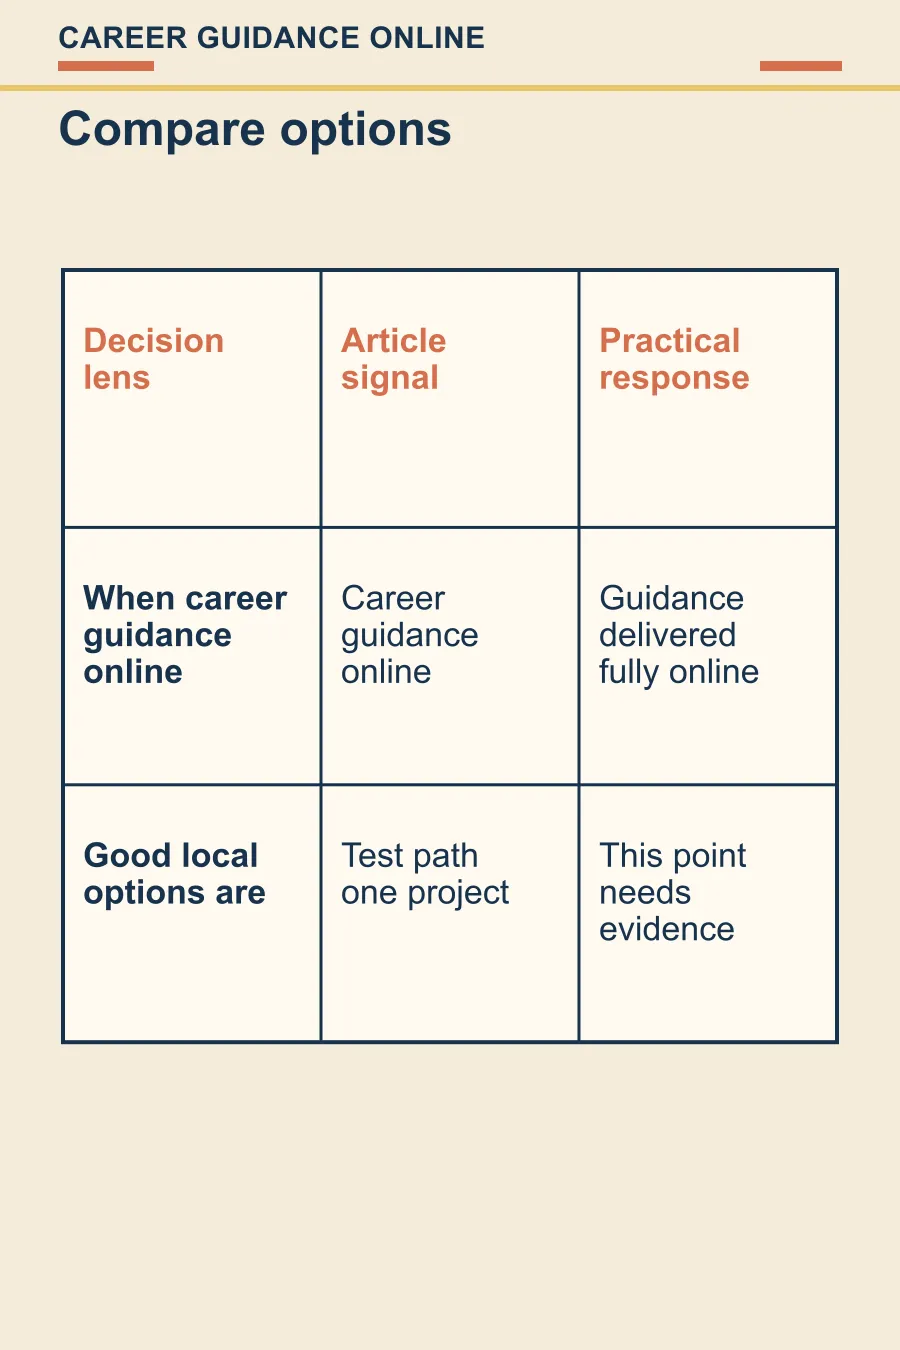 CAREER GUIDANCE ONLINE
Compare options
Decision
lens
Article
signal
Practical
response
When career
guidance
online
Career
guidance
online
Guidance
delivered
fully online
Good local
options are
Test path
one project
This point
needs
evidence